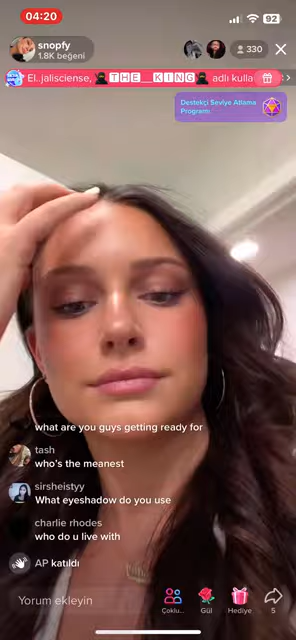 04:20
92
snopfy
1.8K beğeni
330
El. jalisciense, THE KING adlı kulla
Destekçi Seviye Atlama
Programı
what are you guys getting ready for
tash
who's the meanest
sirsheistyy
What eyeshadow do you use
charlie rhodes
who do u live with
AP katıldı
Yorum ekleyin
Çoklu...
Gül
Hediye
5